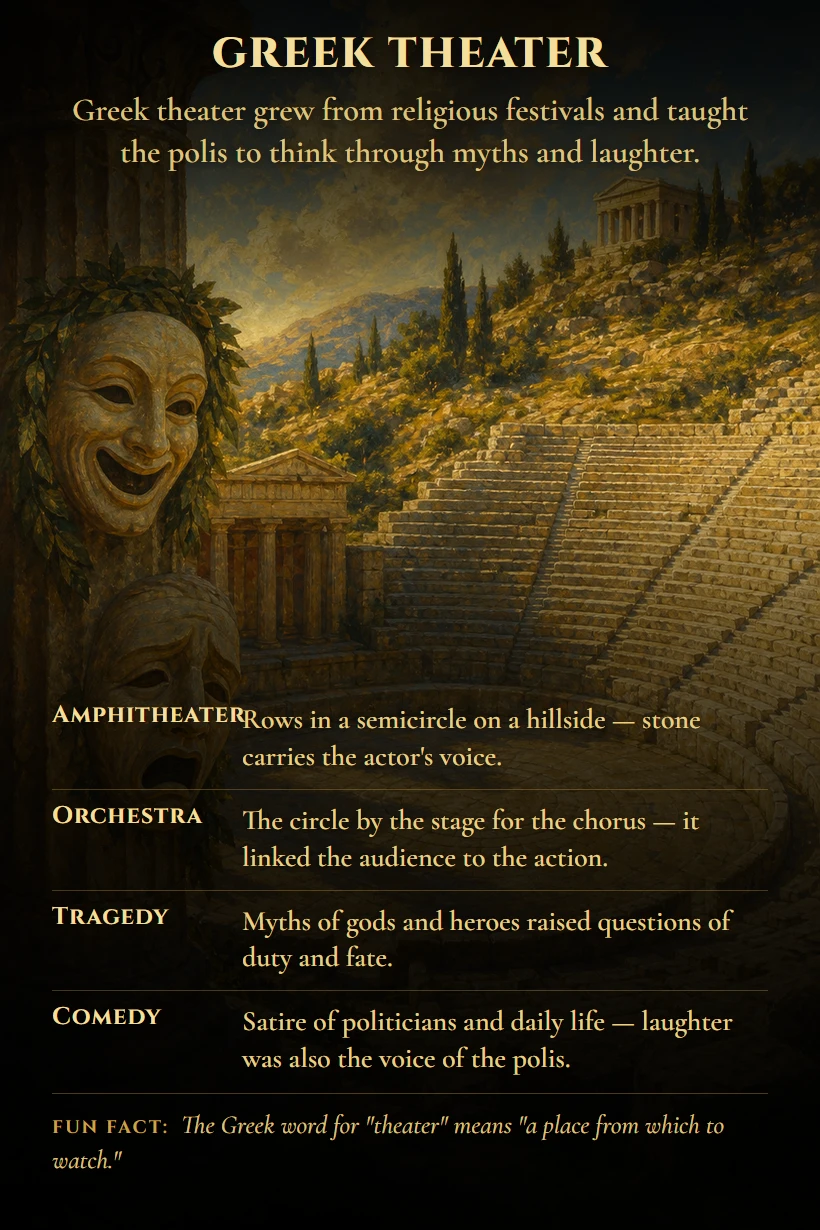 GREEK THEATER
Greek theater grew from religious festivals and taught
the polis to think through myths and laughter.
AMPHITHEATER Rows in a semicircle on a hillside — stone
carries the actor's voice.
ORCHESTRA The circle by the stage for the chorus — it
linked the audience to the action.
TRAGEDY Myths of gods and heroes raised questions of
duty and fate.
COMEDY Satire of politicians and daily life — laughter
was also the voice of the polis.
FUN FACT: The Greek word for "theater" means "a place from which to
watch."